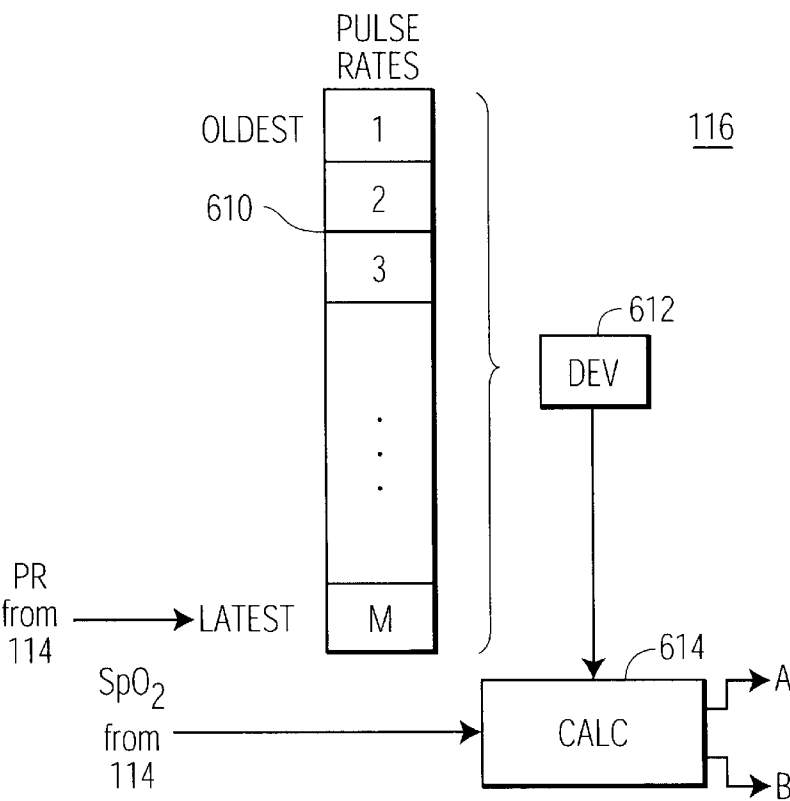 PULSE
RATES
OLDEST
1
116
2
610
3
612
DEV
PR
from
114
LATEST
M
614
SpO₂
from
114
CALC
A
B